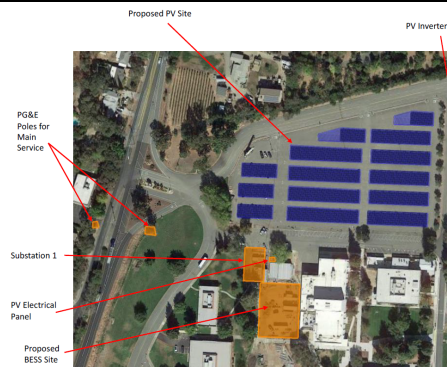 Proposed PV Site
PV Inverter
PG&E
Poles for
Main
Service
Substation 1
PV Electrical
Panel
Proposed
BESS Site